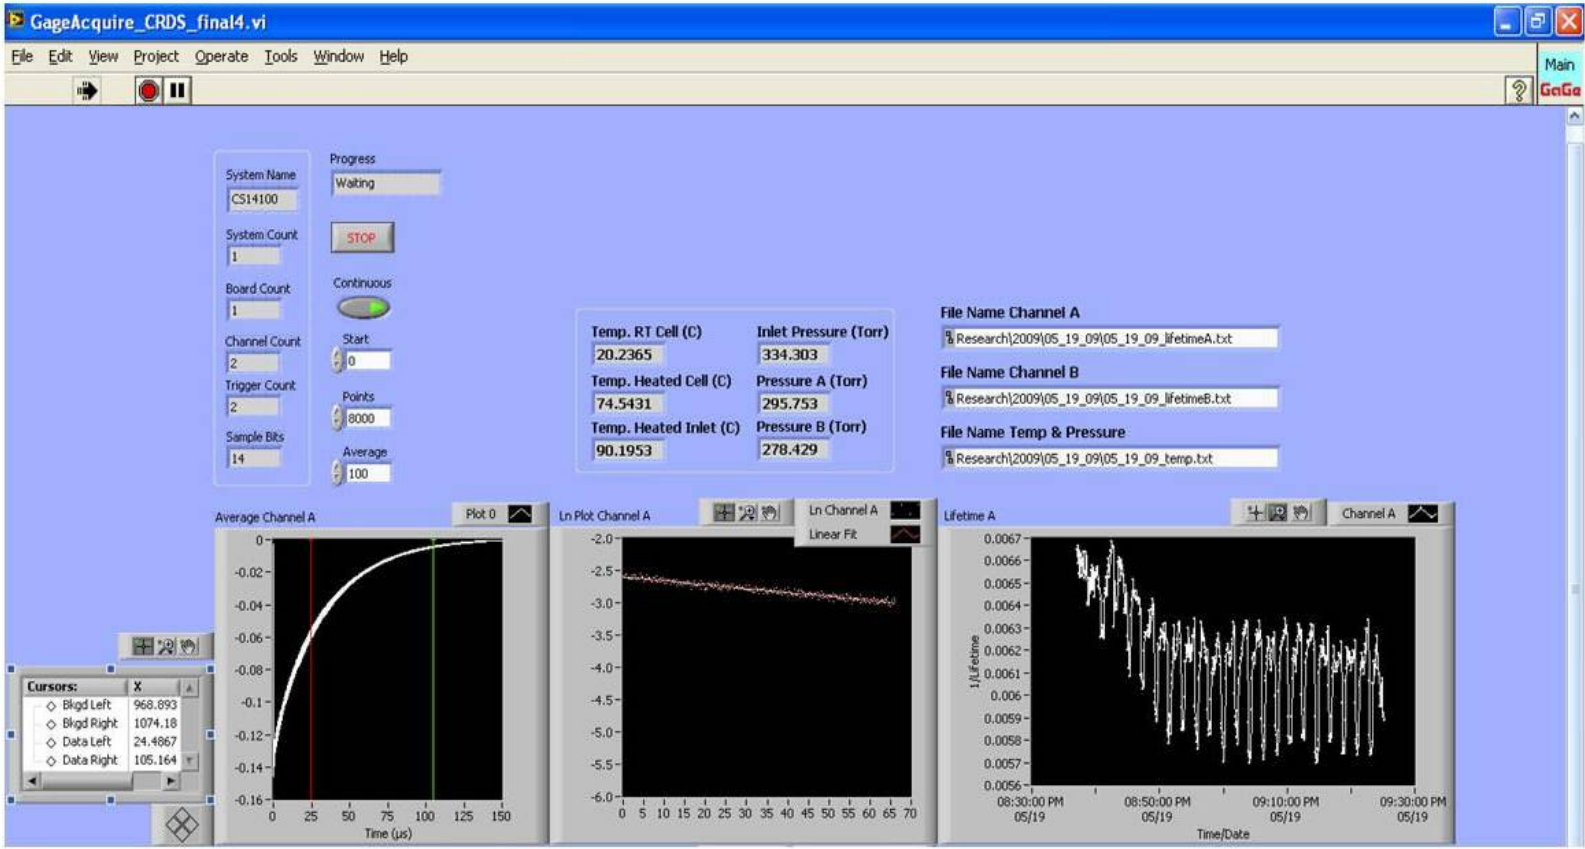 GageAcquire_CRDS_final4.vi
File Edit View Project Operate Tools Window Help
Main
GaGe
System Name
CS14100
System Count
1
Board Count
1
Channel Count
2
Trigger Count
2
Sample Bits
14
Progress
Waiting
STOP
Continuous
Start
0
Points
8000
Average
100
Temp. RT Cell (C) Inlet Pressure (Torr)
20.2365 334.303
Temp. Heated Cell (C) Pressure A (Torr)
74.5431 295.753
Temp. Heated Inlet (C) Pressure B (Torr)
90.1953 278.429
File Name Channel A
Research\2009\05_19_09\05_19_09_lifetimeA.txt
File Name Channel B
Research\2009\05_19_09\05_19_09_lifetimeB.txt
File Name Temp & Pressure
Research\2009\05_19_09\05_19_09_temp.txt
Cursors: X
Bkgd Left 968.893
Bkgd Right 1074.18
Data Left 24.4867
Data Right 105.164
Average Channel A
Plot 0
0
-0.02
-0.04
-0.06
-0.08
-0.1
-0.12
-0.14
-0.16
0 25 50 75 100 125 150
Time (µs)
Ln Plot Channel A
Ln Channel A
Linear Fit
-2.0
-2.5
-3.0
-3.5
-4.0
-4.5
-5.0
-5.5
-6.0
0 5 10 15 20 25 30 35 40 45 50 55 60 65 70
Lifetime A
Channel A
1/Lifetime
0.0067
0.0066
0.0065
0.0064
0.0063
0.0062
0.0061
0.006
0.0059
0.0058
0.0057
0.0056
08:30:00 PM 08:50:00 PM 09:10:00 PM 09:30:00 PM
05/19 05/19 05/19 05/19
Time/Date